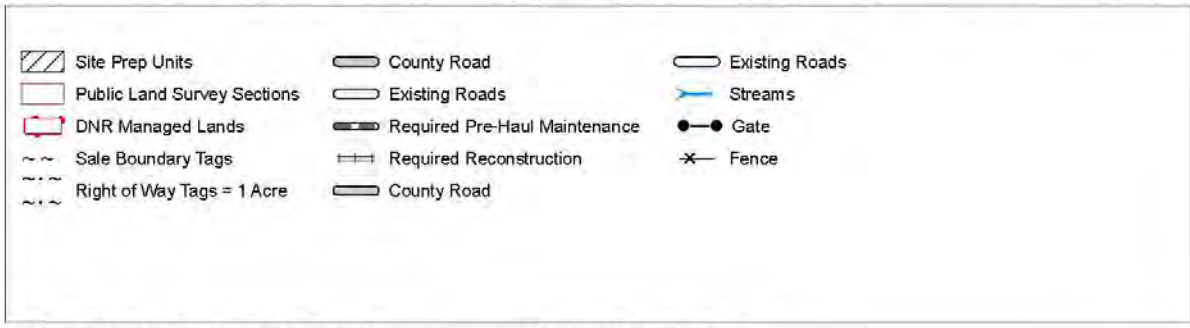 Site Prep Units
Public Land Survey Sections
DNR Managed Lands
Sale Boundary Tags
Right of Way Tags = 1 Acre
County Road
Existing Roads
Required Pre-Haul Maintenance
Required Reconstruction
County Road
Existing Roads
Streams
Gate
Fence